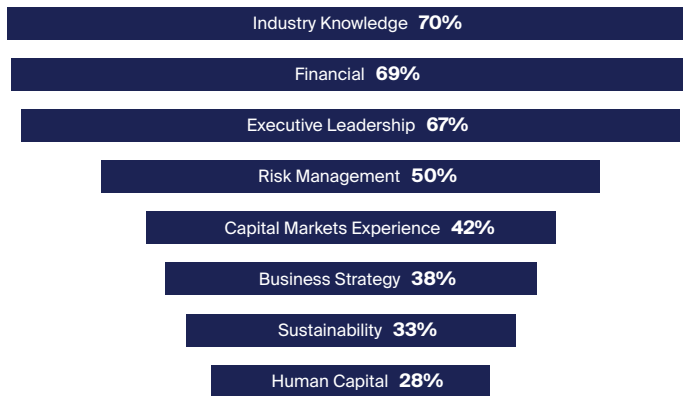 Industry Knowledge 70%
Financial 69%
Executive Leadership 67%
Risk Management 50%
Capital Markets Experience 42%
Business Strategy 38%
Sustainability 33%
Human Capital 28%